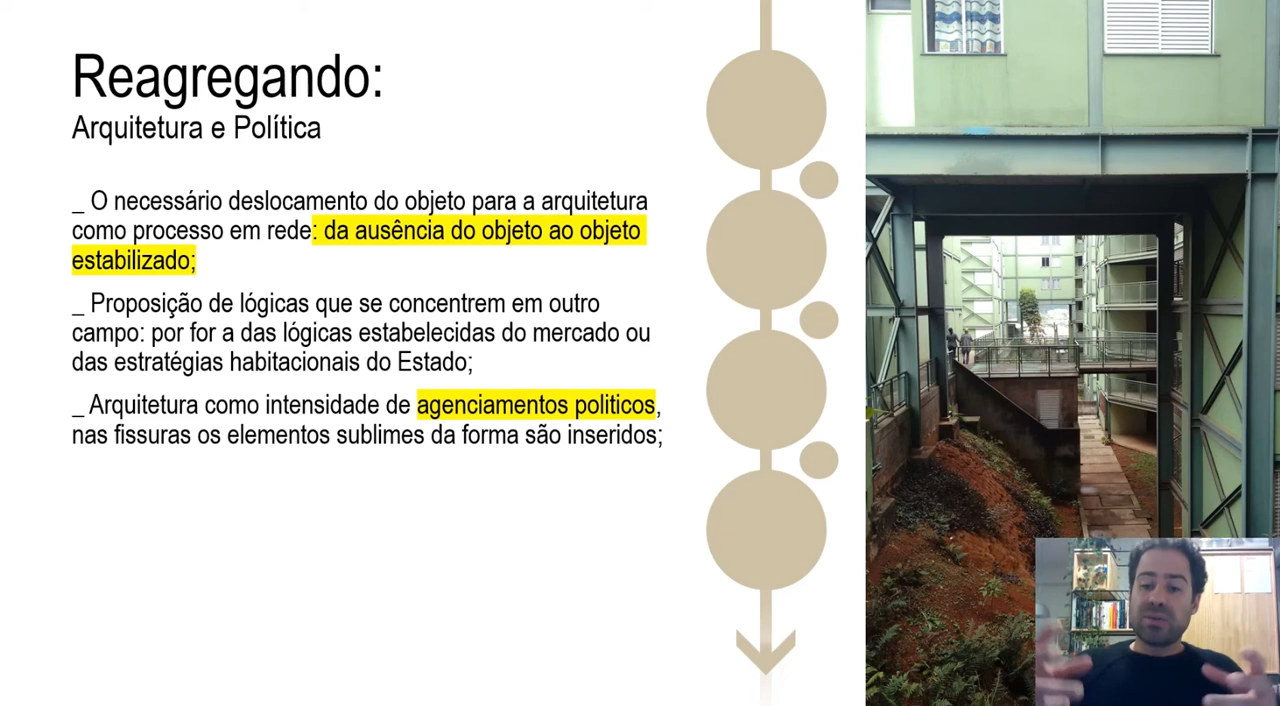 Reagregando:
Arquitetura e Política
_ O necessário deslocamento do objeto para a arquitetura
como processo em rede: da ausência do objeto ao objeto
estabilizado;
_ Proposição de lógicas que se concentrem em outro
campo: por for a das lógicas estabelecidas do mercado ou
das estratégias habitacionais do Estado;
_ Arquitetura como intensidade de agenciamentos politicos,
nas fissuras os elementos sublimes da forma são inseridos;